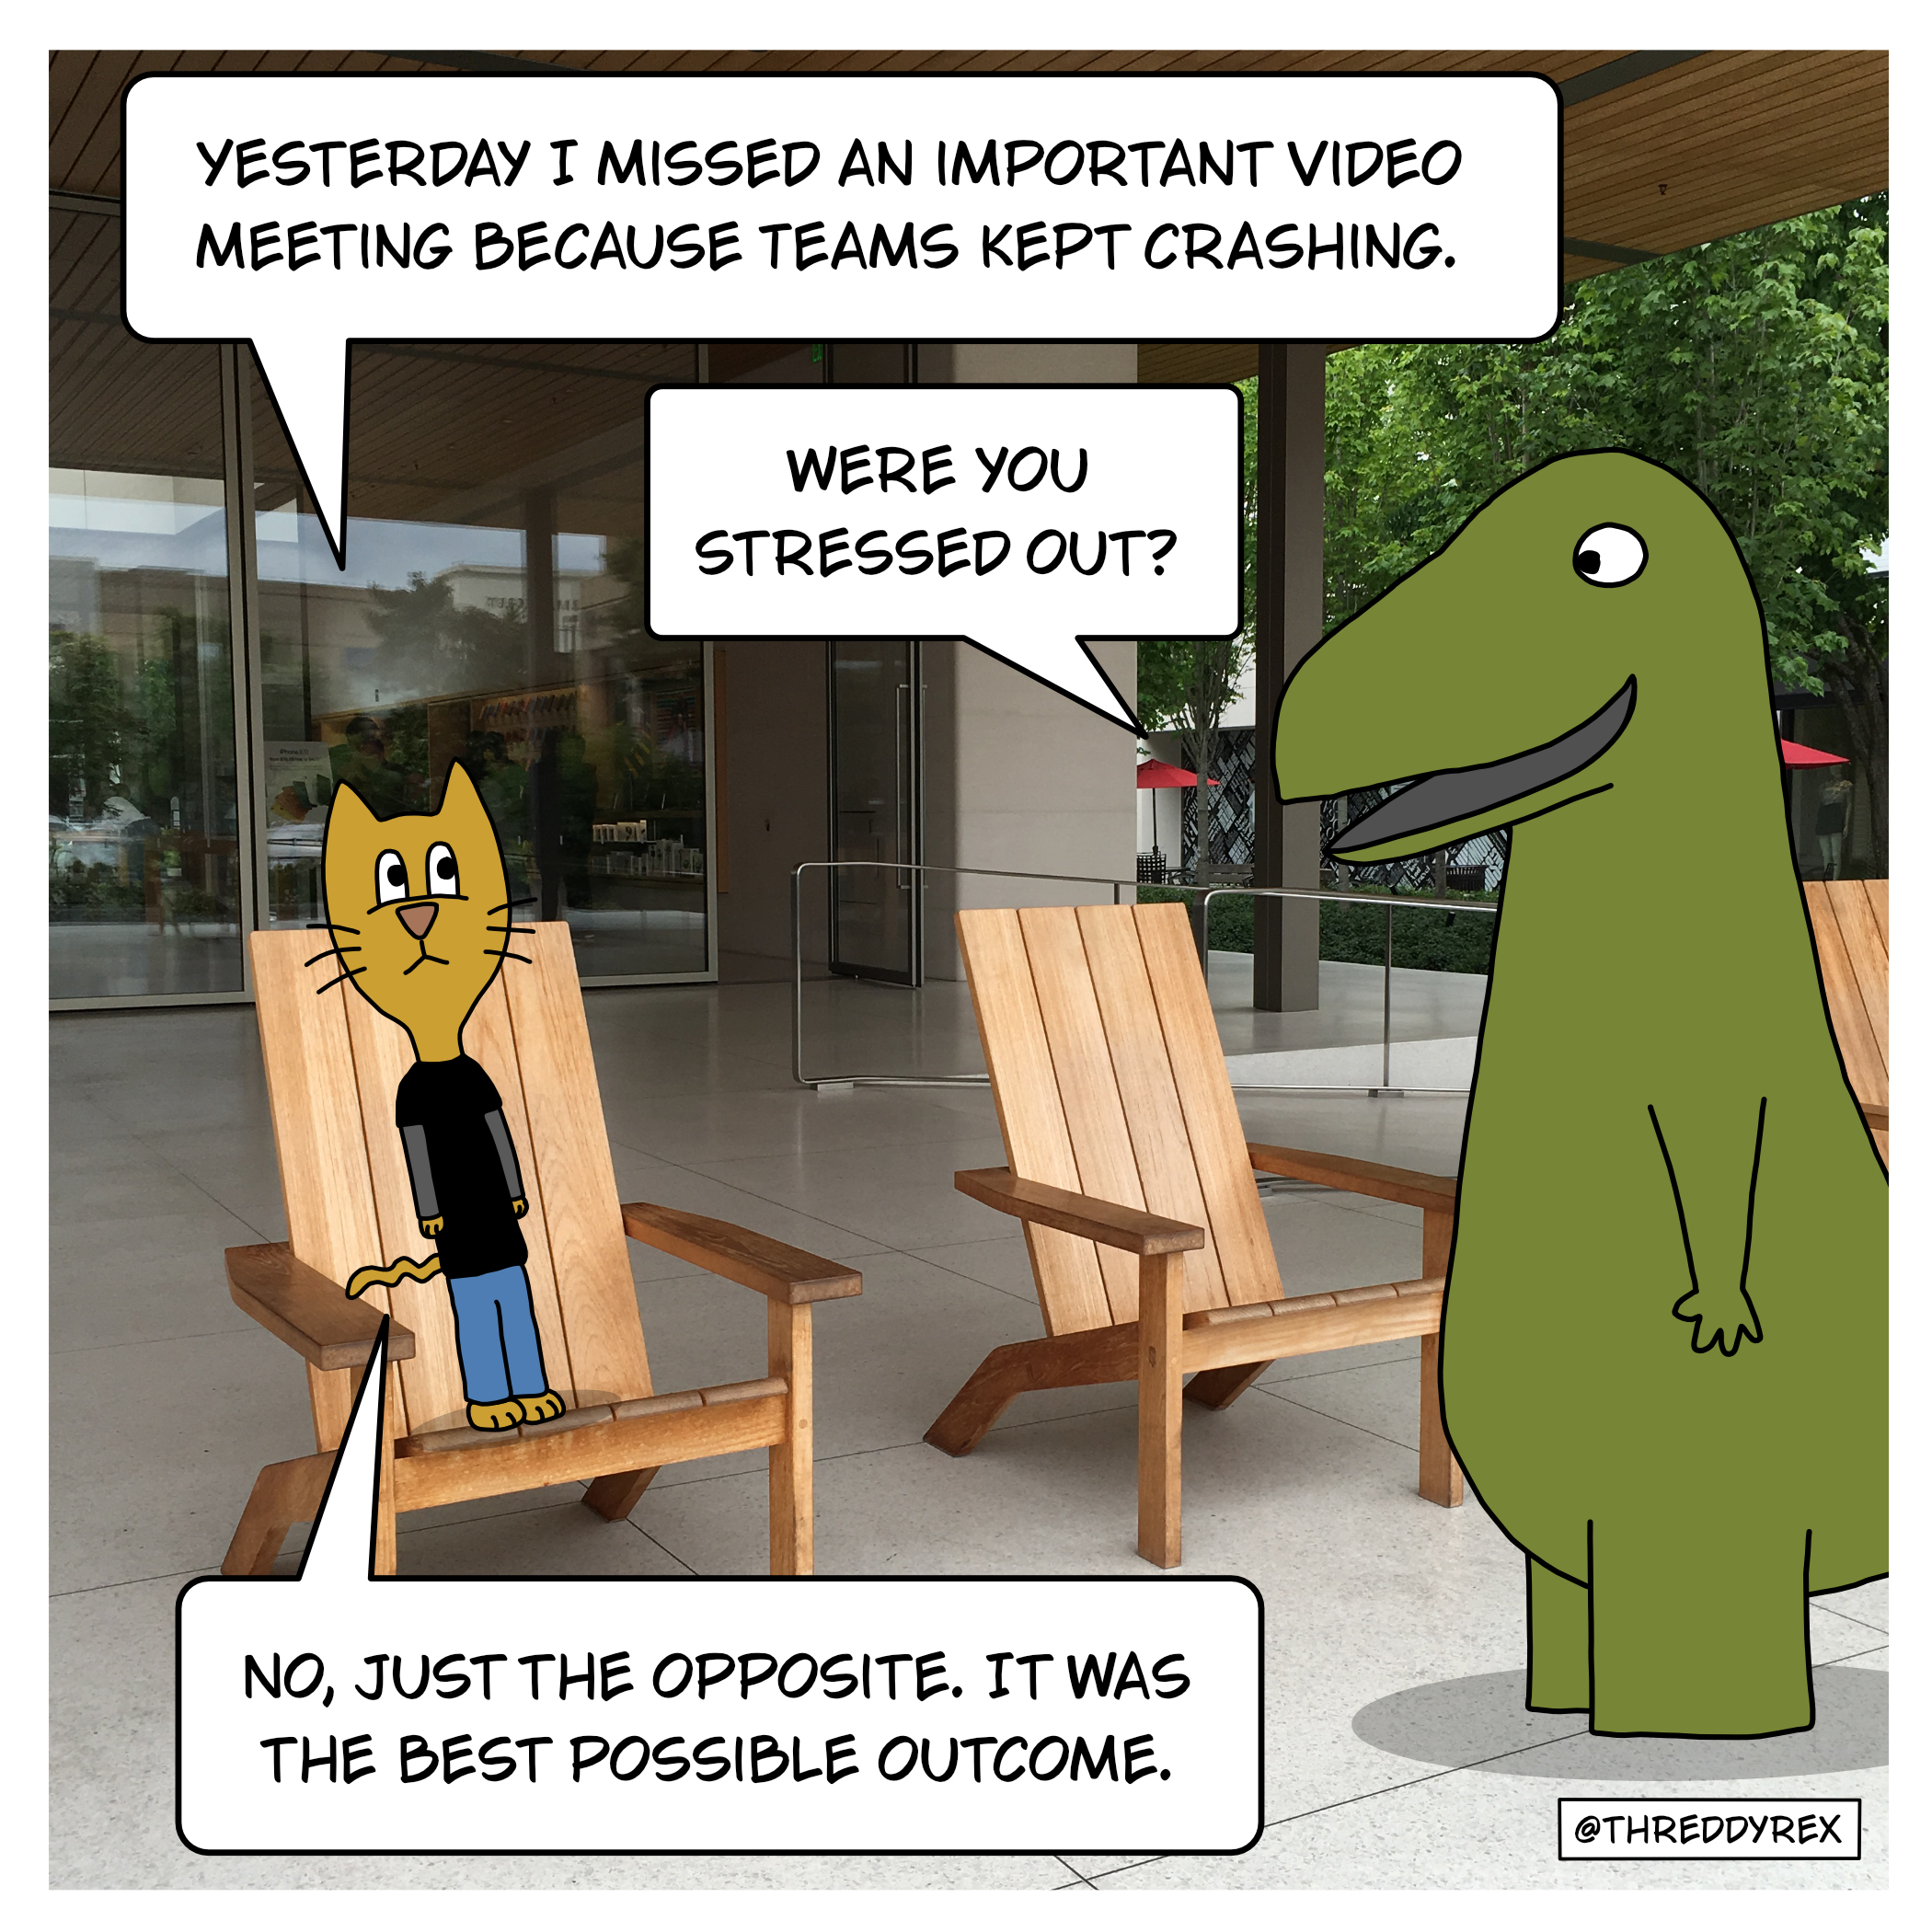 YESTERDAY I MISSED AN IMPORTANT VIDEO
MEETING BECAUSE TEAMS KEPT CRASHING.
WERE YOU
STRESSED OUT?
NO, JUST THE OPPOSITE. IT WAS
THE BEST POSSIBLE OUTCOME.
@THREDDYREX